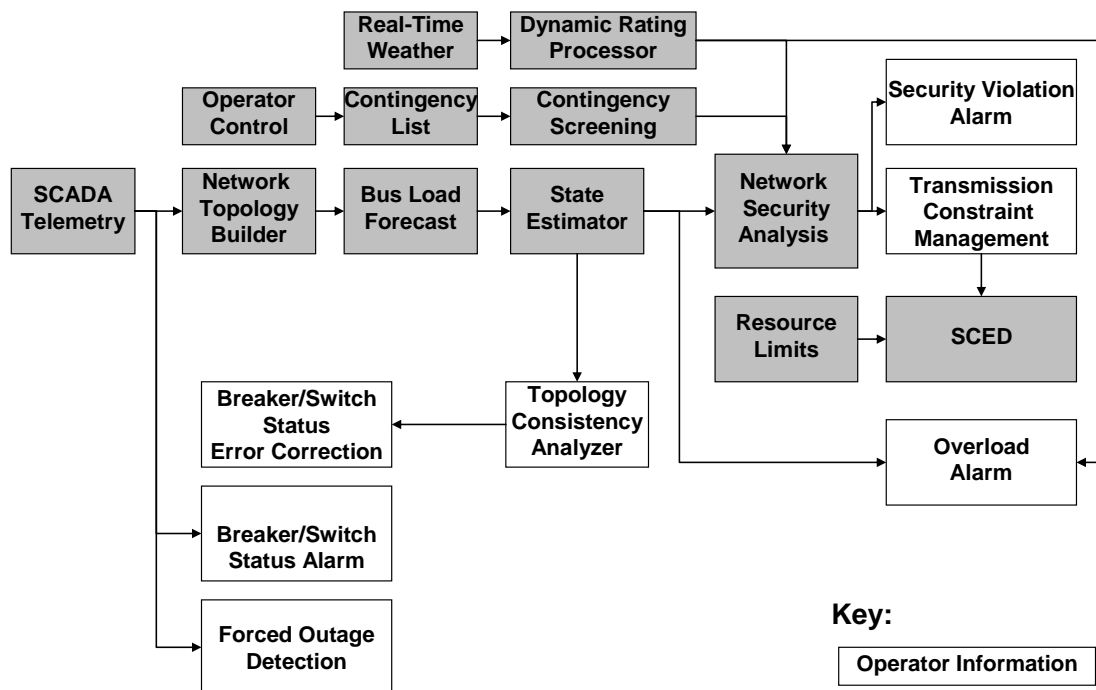 Real-Time
Weather
Dynamic Rating
Processor
Operator
Control
Contingency
List
Contingency
Screening
Security Violation
Alarm
SCADA
Telemetry
Network
Topology
Builder
Bus Load
Forecast
State
Estimator
Network
Security
Analysis
Transmission
Constraint
Management
Resource
Limits
SCED
Breaker/Switch
Status
Error Correction
Topology
Consistency
Analyzer
Overload
Alarm
Breaker/Switch
Status Alarm
Forced Outage
Detection
Key:
Operator Information